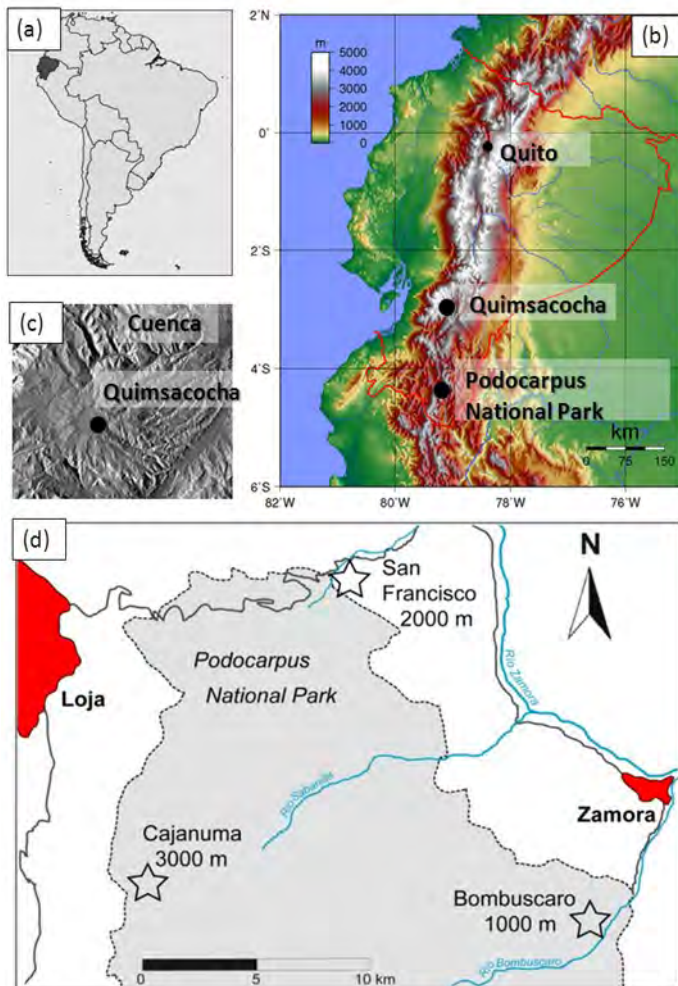 (a)
(b)
m
5000
4000
3000
2000
1000
0
2˚N
0˚
2˚S
4˚S
6˚S
82˚W
80˚W
78˚W
76˚W
Quito
Quimsacocha
Podocarpus
National Park
km
0 75 150
(c)
Cuenca
Quimsacocha
(d)
San
Francisco
2000 m
N
Podocarpus
National Park
Loja
Río Zamora
Río Sabanilla
Zamora
Cajanuma
3000 m
Bombuscaro
1000 m
Río Bombuscaro
0 5 10 km